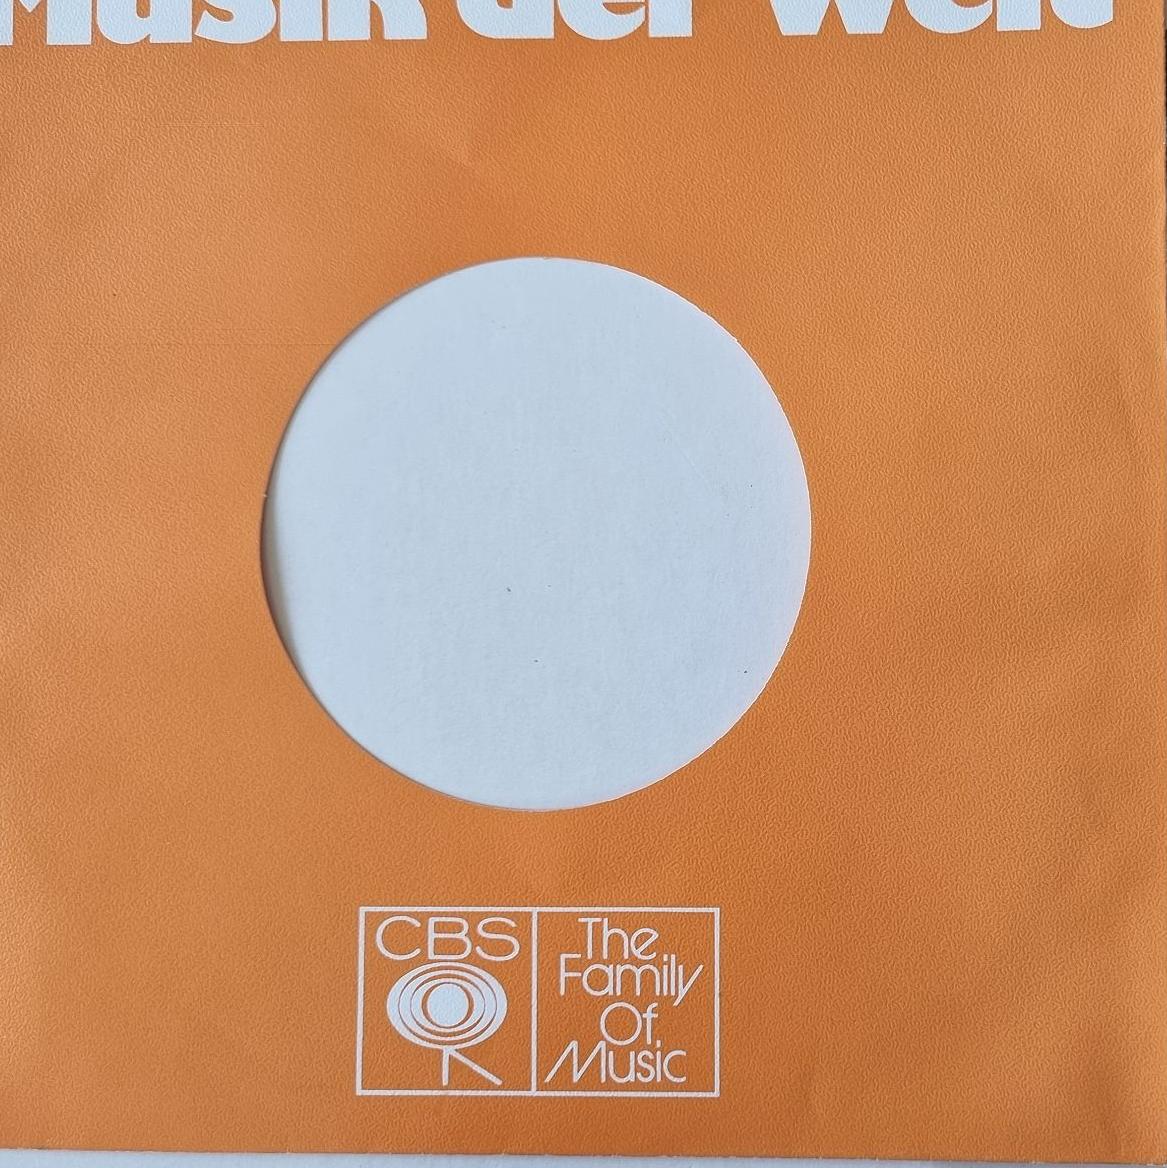 Musik der Welt
CBS
The
Family
Of
Music